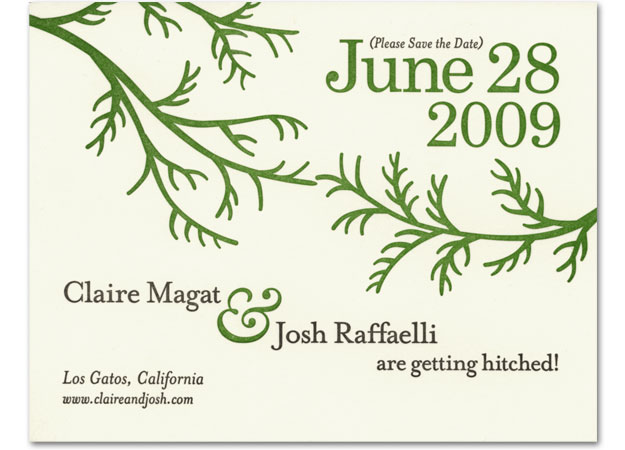 (Please Save the Date)
June 28
2009
Claire Magat
&
Josh Raffaelli
are getting hitched!
Los Gatos, California
www.claireandjosh.com